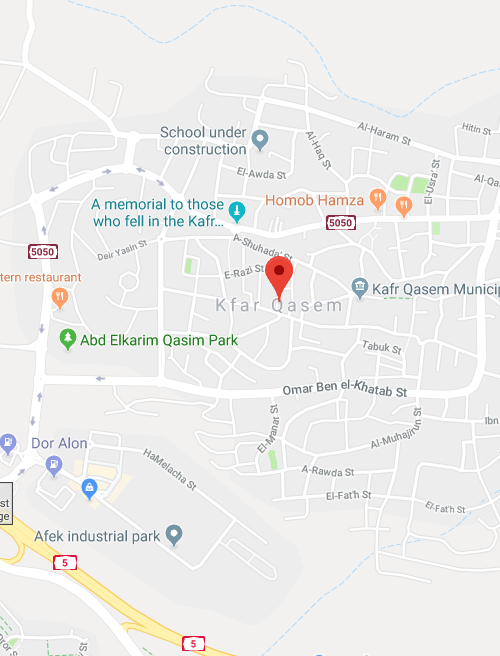 School under
construction
Al-Haq St
Al-Haram St
Hitin St
El-Awda St
El-Usra' St
Al-Qa
A memorial to those
who fell in the Kafr...
Homob Hamza
5050
Deir Yasin St
A-Shuhada' St
5050
tern restaurant
E-Razi St
Kafr Qasem Municip
Kfar Qasem
Abd Elkarim Qasim Park
Tabuk St
Omar Ben el-Khatab St
El-Manat St
Al-Muhajirun St
Ibn
Dor Alon
HaMelacha St
A-Rawda St
El-Fat'h St
El-Fat'h St
st
ge
Afek industrial park
5
5
Dror St